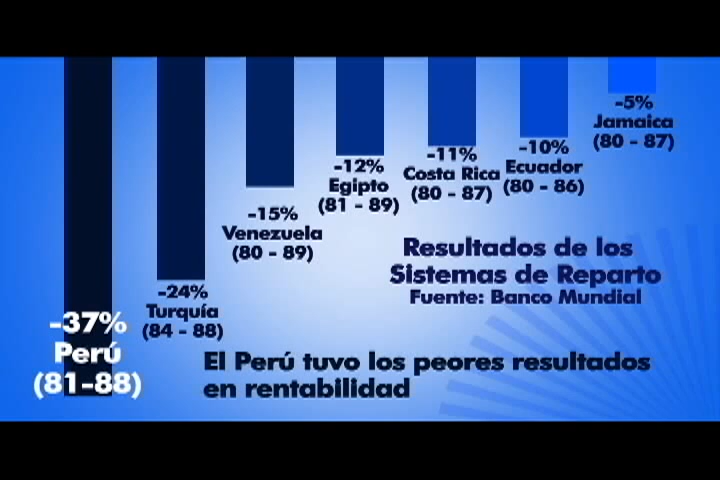 -37%
Perú
(81-88)
-24%
Turquía
(84 - 88)
-15%
Venezuela
(80 - 89)
-12%
Egipto
(81 - 89)
-11%
Costa Rica
(80 - 87)
-10%
Ecuador
(80 - 86)
-5%
Jamaica
(80 - 87)
Resultados de los
Sistemas de Reparto
Fuente: Banco Mundial
El Perú tuvo los peores resultados
en rentabilidad